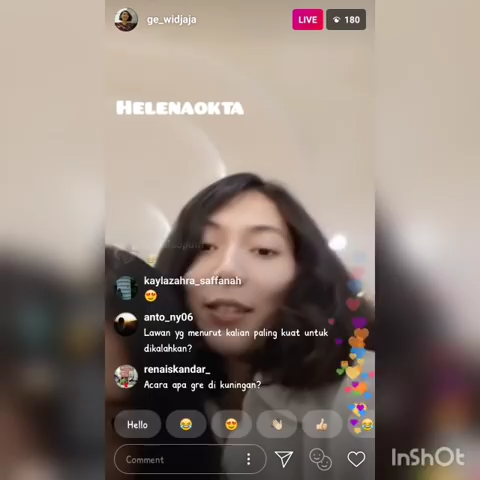 ge_widjaja
LIVE
180
HELENAOKTA
kaylazahra_saffanah
😍
anto_ny06
Lawan yg menurut kalian paling kuat untuk
dikalahkan?
renaiskandar_
Acara apa gre di kuningan?
Hello
Comment
InShOt